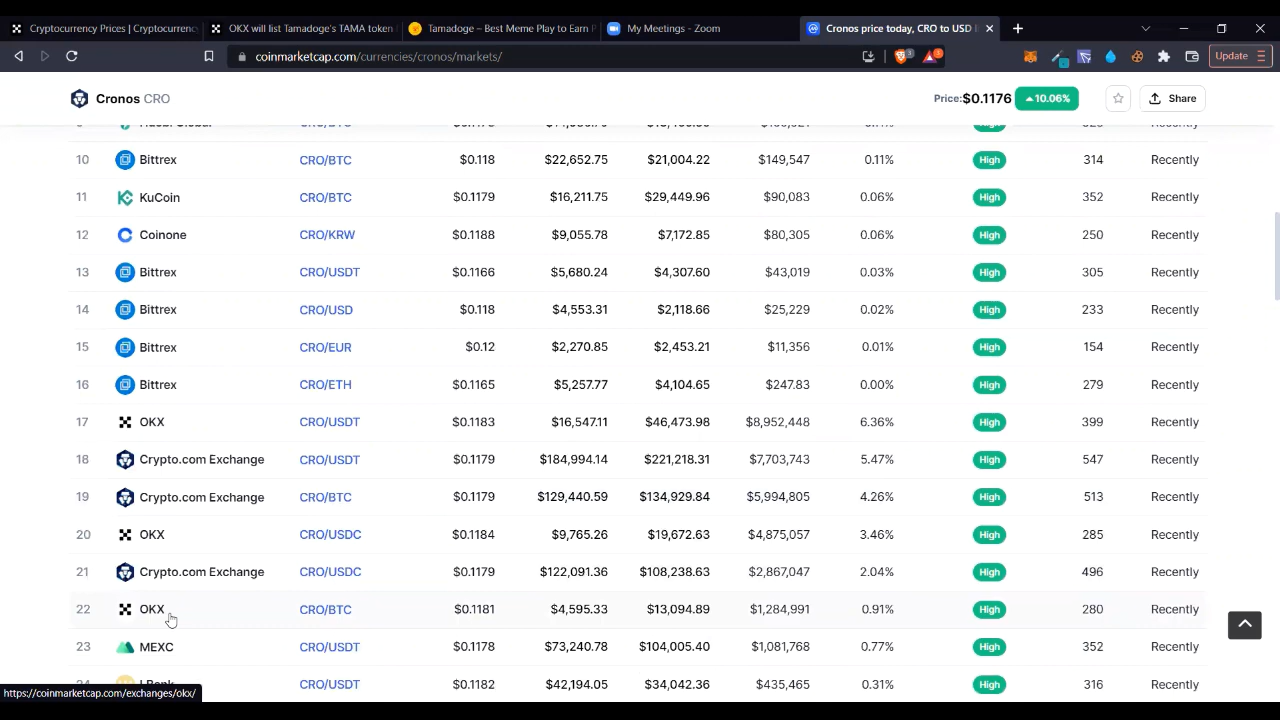 Cryptocurrency Prices | Cryptocurrenc OKX will list Tamadoge's TAMA token Tamadoge – Best Meme Play to Earn My Meetings - Zoom Cronos price today, CRO to USD
coinmarketcap.com/currencies/cronos/markets/ 3 Update
Cronos CRO Price:$0.1176 10.06% Share
10 Bittrex CRO/BTC $0.118 $22,652.75 $21,004.22 $149,547 0.11% High 314 Recently
11 KuCoin CRO/BTC $0.1179 $16,211.75 $29,449.96 $90,083 0.06% High 352 Recently
12 Coinone CRO/KRW $0.1188 $9,055.78 $7,172.85 $80,305 0.06% High 250 Recently
13 Bittrex CRO/USDT $0.1166 $5,680.24 $4,307.60 $43,019 0.03% High 305 Recently
14 Bittrex CRO/USD $0.118 $4,553.31 $2,118.66 $25,229 0.02% High 233 Recently
15 Bittrex CRO/EUR $0.12 $2,270.85 $2,453.21 $11,356 0.01% High 154 Recently
16 Bittrex CRO/ETH $0.1165 $5,257.77 $4,104.65 $247.83 0.00% High 279 Recently
17 OKX CRO/USDT $0.1183 $16,547.11 $46,473.98 $8,952,448 6.36% High 399 Recently
18 Crypto.com Exchange CRO/USDT $0.1179 $184,994.14 $221,218.31 $7,703,743 5.47% High 547 Recently
19 Crypto.com Exchange CRO/BTC $0.1179 $129,440.59 $134,929.84 $5,994,805 4.26% High 513 Recently
20 OKX CRO/USDC $0.1184 $9,765.26 $19,672.63 $4,875,057 3.46% High 285 Recently
21 Crypto.com Exchange CRO/USDC $0.1179 $122,091.36 $108,238.63 $2,867,047 2.04% High 496 Recently
22 OKX CRO/BTC $0.1181 $4,595.33 $13,094.89 $1,284,991 0.91% High 280 Recently
23 MEXC CRO/USDT $0.1178 $73,240.78 $104,005.40 $1,081,768 0.77% High 352 Recently
CRO/USDT $0.1182 $42,194.05 $34,042.36 $435,465 0.31% High 316 Recently
https://coinmarketcap.com/exchanges/okx/